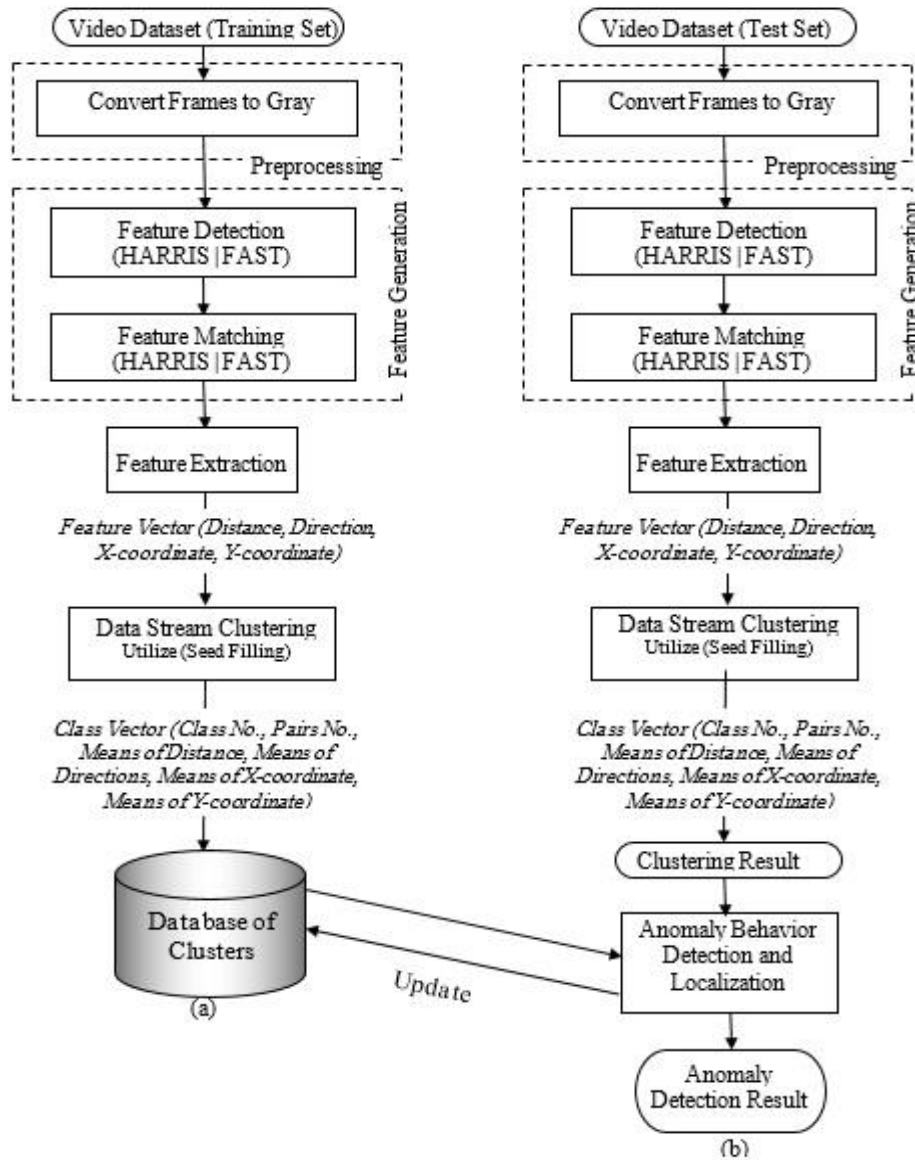 Video Dataset (Training Set)
Convert Frames to Gray
Preprocessing
Feature Detection
(HARRIS|FAST)
Feature Matching
(HARRIS|FAST)
Feature Generation
Feature Extraction
Feature Vector (Distance, Direction,
X-coordinate, Y-coordinate)
Data Stream Clustering
Utilize (Seed Filling)
Class Vector (Class No., Pairs No.,
Means of Distance, Means of
Directions, Means of X-coordinate,
Means of Y-coordinate)
Database of
Clusters
(a)
Update
Video Dataset (Test Set)
Convert Frames to Gray
Preprocessing
Feature Detection
(HARRIS|FAST)
Feature Matching
(HARRIS|FAST)
Feature Generation
Feature Extraction
Feature Vector (Distance, Direction,
X-coordinate, Y-coordinate)
Data Stream Clustering
Utilize (Seed Filling)
Class Vector (Class No., Pairs No.,
Means of Distance, Means of
Directions, Means of X-coordinate,
Means of Y-coordinate)
Clustering Result
Anomaly Behavior
Detection and
Localization
Anomaly
Detection Result
(b)